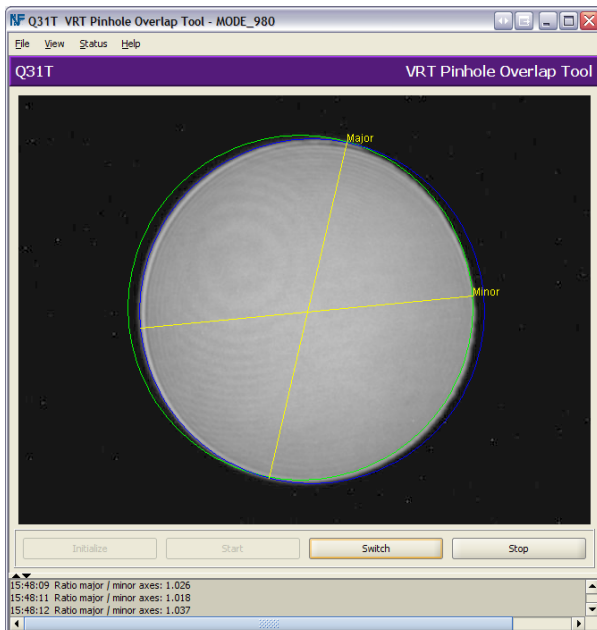 NF Q31T VRT Pinhole Overlap Tool - MODE_980
File View Status Help
Q31T VRT Pinhole Overlap Tool
Major
Minor
Initialize Start Switch Stop
15:48:09 Ratio major / minor axes: 1.026
15:48:11 Ratio major / minor axes: 1.018
15:48:12 Ratio major / minor axes: 1.037